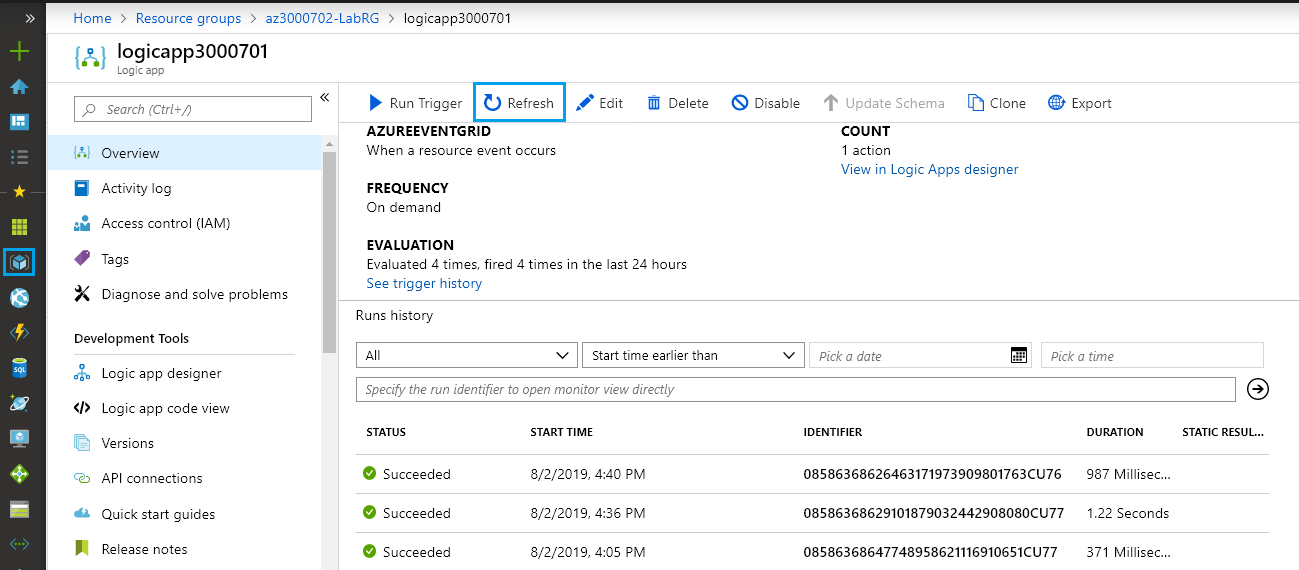 Home > Resource groups > az3000702-LabRG > logicapp3000701
logicapp3000701
Logic app
Search (Ctrl+/)
Overview
Activity log
Access control (IAM)
Tags
Diagnose and solve problems
Development Tools
Logic app designer
Logic app code view
Versions
API connections
Quick start guides
Release notes
Run Trigger Refresh Edit Delete Disable Update Schema Clone Export
AZUREEVENTGRID
When a resource event occurs
FREQUENCY
On demand
EVALUATION
Evaluated 4 times, fired 4 times in the last 24 hours
See trigger history
COUNT
1 action
View in Logic Apps designer
Runs history
All Start time earlier than Pick a date Pick a time
Specify the run identifier to open monitor view directly
STATUS START TIME IDENTIFIER DURATION STATIC RESUL...
Succeeded 8/2/2019, 4:40 PM 08586368626463171973909801763CU76 987 Millisec...
Succeeded 8/2/2019, 4:36 PM 08586368629101879032442908080CU77 1.22 Seconds
Succeeded 8/2/2019, 4:05 PM 08586368647748958621116910651CU77 371 Millisec...
SQL